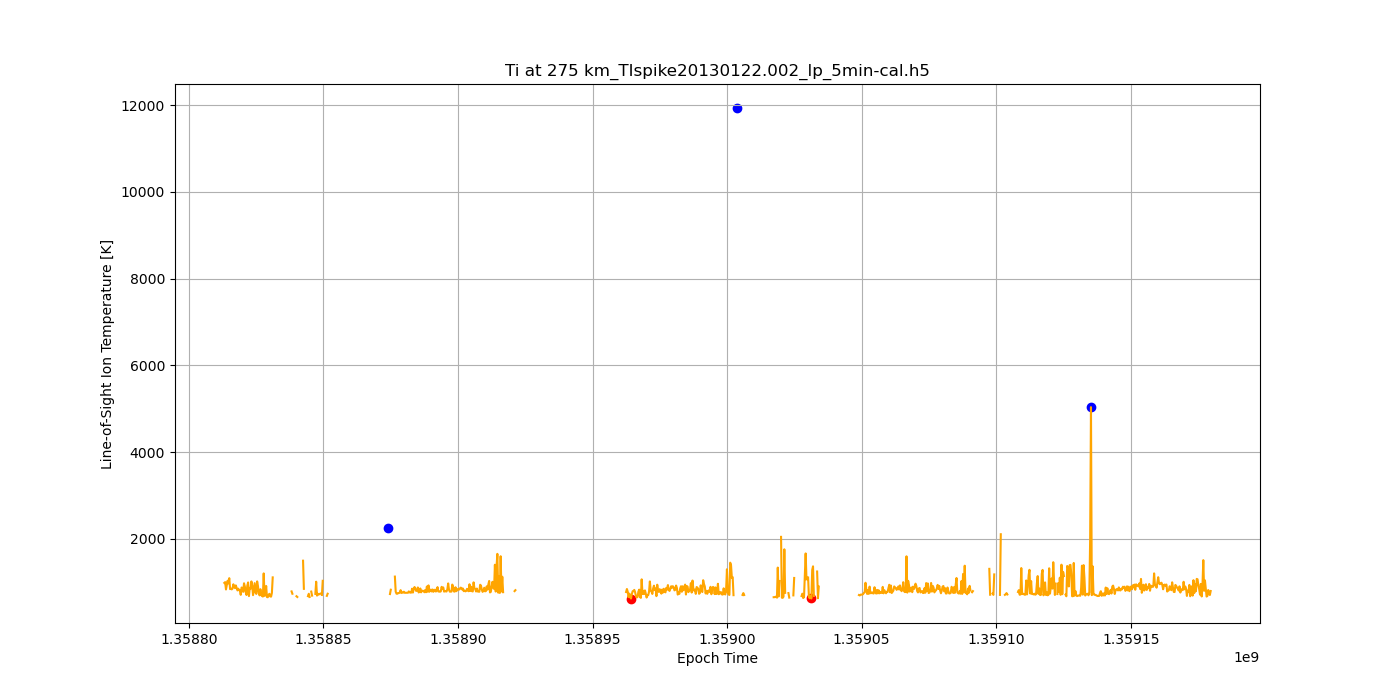 Ti at 275 km_TIspike20130122.002_lp_5min-cal.h5
Line-of-Sight Ion Temperature [K]
12000
10000
8000
6000
4000
2000
1.35880 1.35885 1.35890 1.35895 1.35900 1.35905 1.35910 1.35915
Epoch Time
1e9